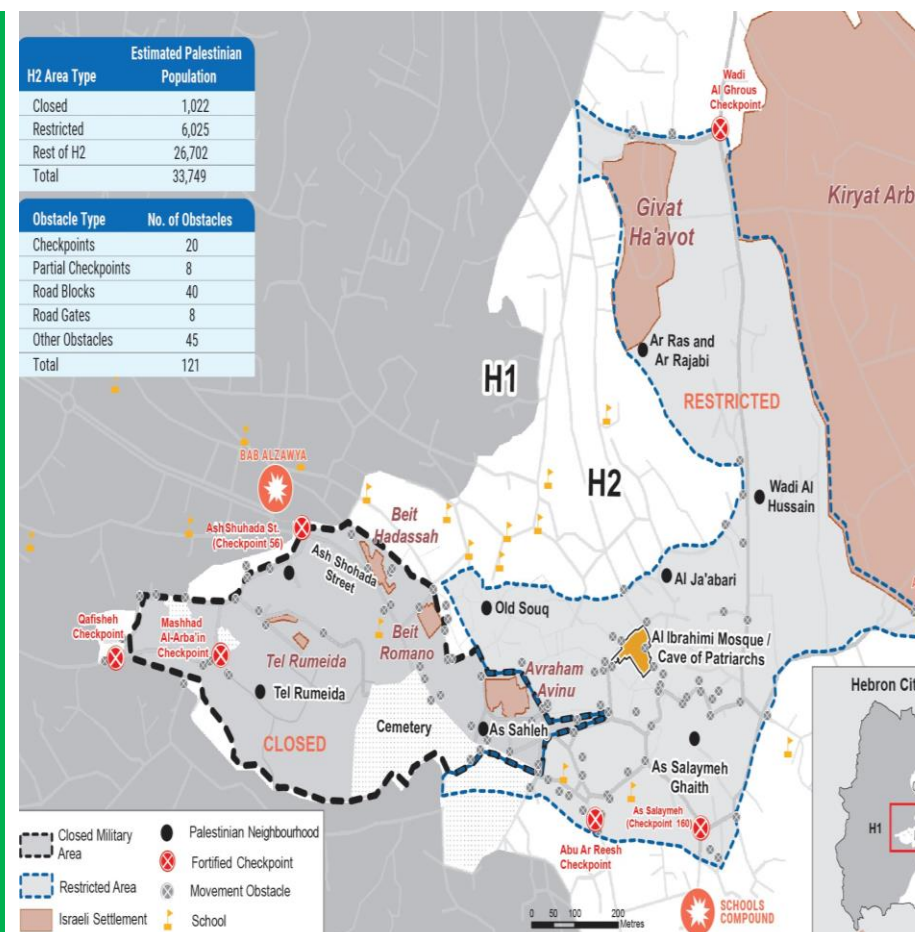 H2 Area Type
Estimated Palestinian
Population
Closed 1,022
Restricted 6,025
Rest of H2 26,702
Total 33,749
Obstacle Type No. of Obstacles
Checkpoints 20
Partial Checkpoints 8
Road Blocks 40
Road Gates 8
Other Obstacles 45
Total 121
Wadi
Al Ghrous
Checkpoint
Kiryat Arb
Givat
Ha'avot
Ar Ras and
Ar Rajabi
RESTRICTED
H1
H2
BAB ALZAWYA
Wadi Al
Hussain
Ash Shuhada St.
(Checkpoint 56)
Beit
Hadassah
Ash Shohada
Street
Al Ja'abari
Old Souq
Qafisheh
Checkpoint
Mashhad
Al-Arba'in
Checkpoint
Beit
Romano
Al Ibrahimi Mosque /
Cave of Patriarchs
Tel Rumeida
Avraham
Avinu
Tel Rumeida
Hebron Cit
Cemetery
As Sahleh
CLOSED
As Salaymeh
Ghaith
As Salaymeh
(Checkpoint 160)
Abu Ar Reesh
Checkpoint
H1
Closed Military
Area
Restricted Area
Israeli Settlement
Palestinian Neighbourhood
Fortified Checkpoint
Movement Obstacle
School
0 50 100 200
Metres
SCHOOLS
COMPOUND